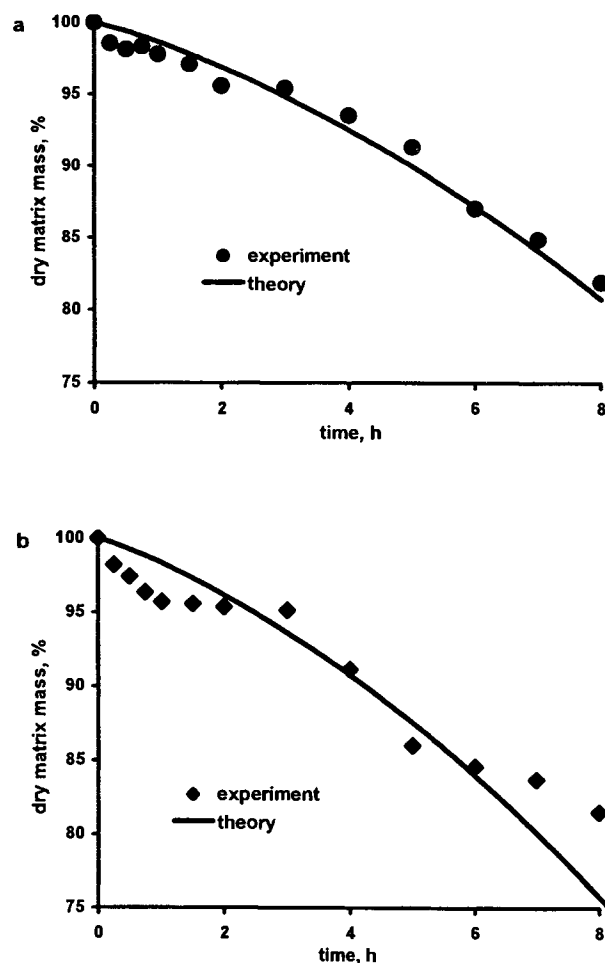 a
dry matrix mass, %
100
95
90
85
80
75
experiment
theory
0
2
4
6
8
time, h
b
dry matrix mass, %
100
95
90
85
80
75
experiment
theory
0
2
4
6
8
time, h